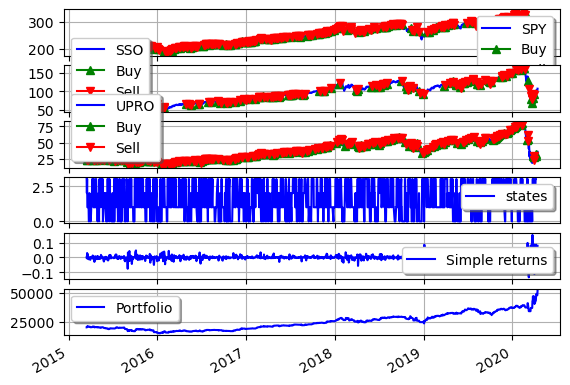 300
200
SPY
Buy
SSO
Buy
Sell
150
100
50
UPRO
Buy
Sell
75
50
25
2.5
0.0
states
0.1
0.0
−0.1
Simple returns
50000
25000
Portfolio
2015
2016
2017
2018
2019
2020